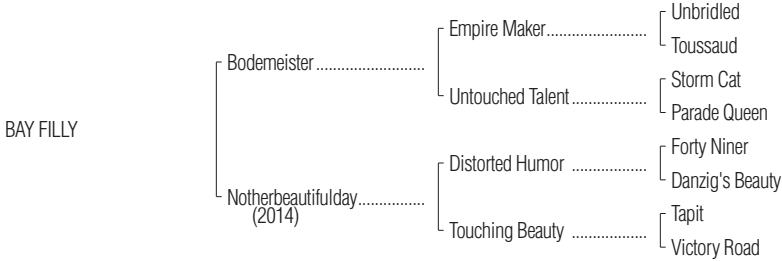 Unbridled
Empire Maker........................
Toussaud
Bodemeister..........................
Storm Cat
Untouched Talent..................
Parade Queen
BAY FILLY
Forty Niner
Distorted Humor ..................
Danzig's Beauty
Notherbeautifulday................
(2014)
Tapit
Touching Beauty ..................
Victory Road